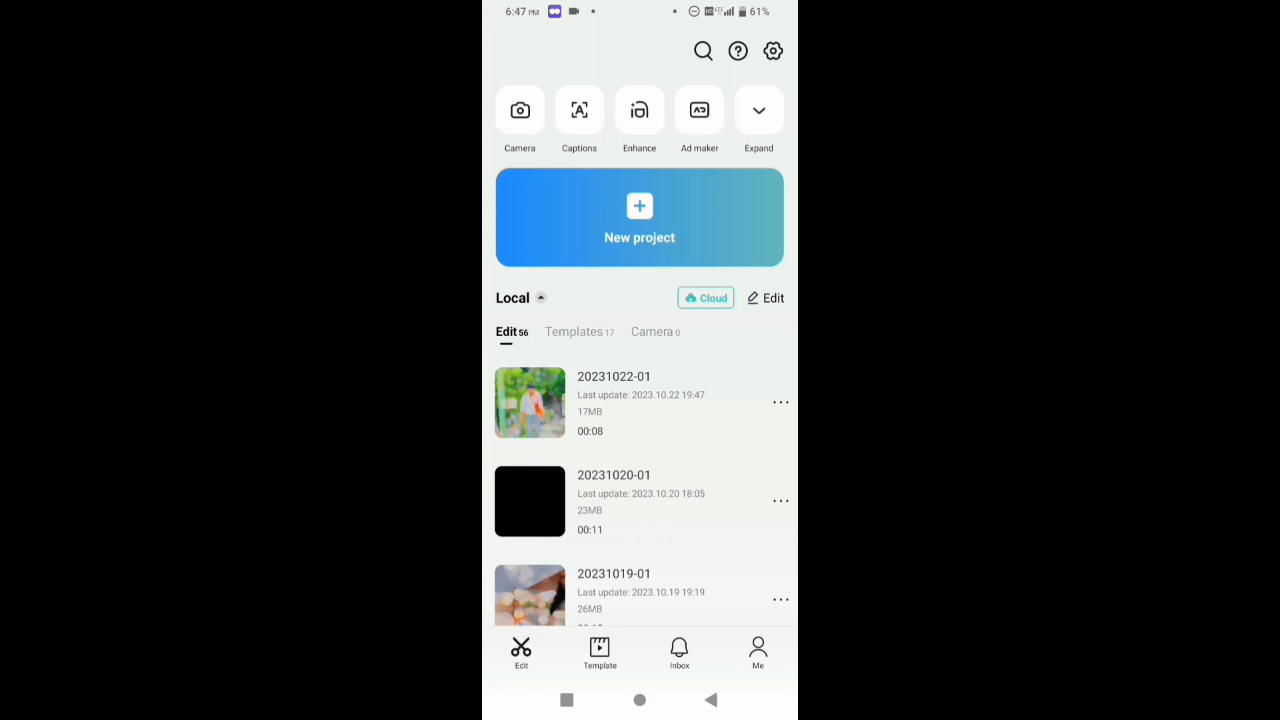 6:47 PM
61%
Camera
Captions
Enhance
Ad maker
Expand
New project
Local
Cloud
Edit
Edit 56
Templates 17
Camera 0
20231022-01
Last update: 2023.10.22 19:47
17MB
00:08
20231020-01
Last update: 2023.10.20 18:05
23MB
00:11
20231019-01
Last update: 2023.10.19 19:19
26MB
Edit
Template
Inbox
Me